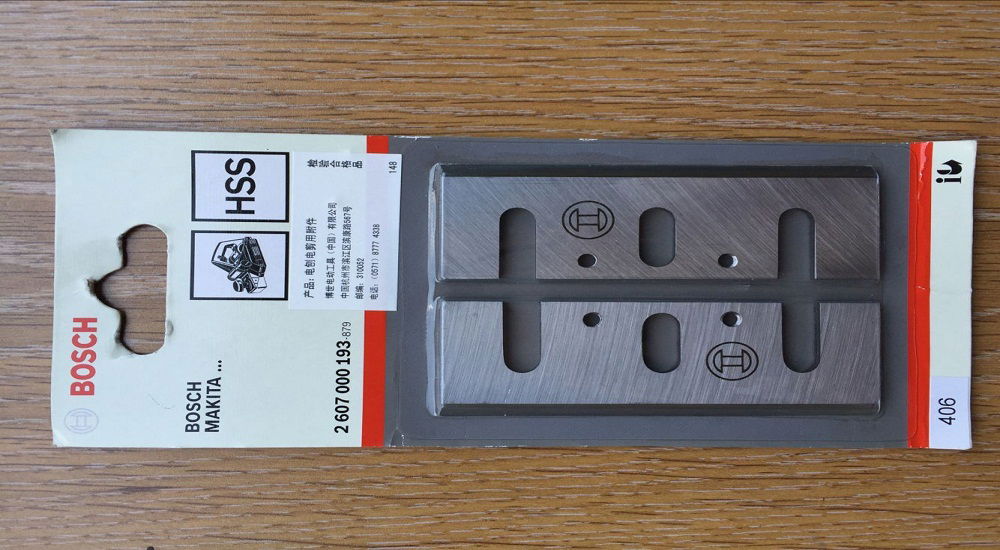 BOSCH
BOSCH
MAKITA ...
2 607 000 193-879
HSS
检验合格品
148
产品：电刨电剪用附件
博世电动工具（中国）有限公司
中国杭州市滨江区滨康路567号
邮编：310052
电话：（0571）8777 4338
406